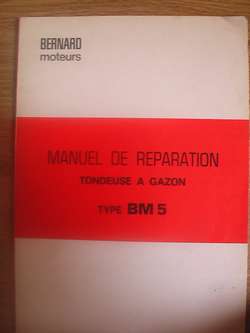 BERNARD
moteurs
MANUEL DE REPARATION
TONDEUSE A GAZON
TYPE BM 5